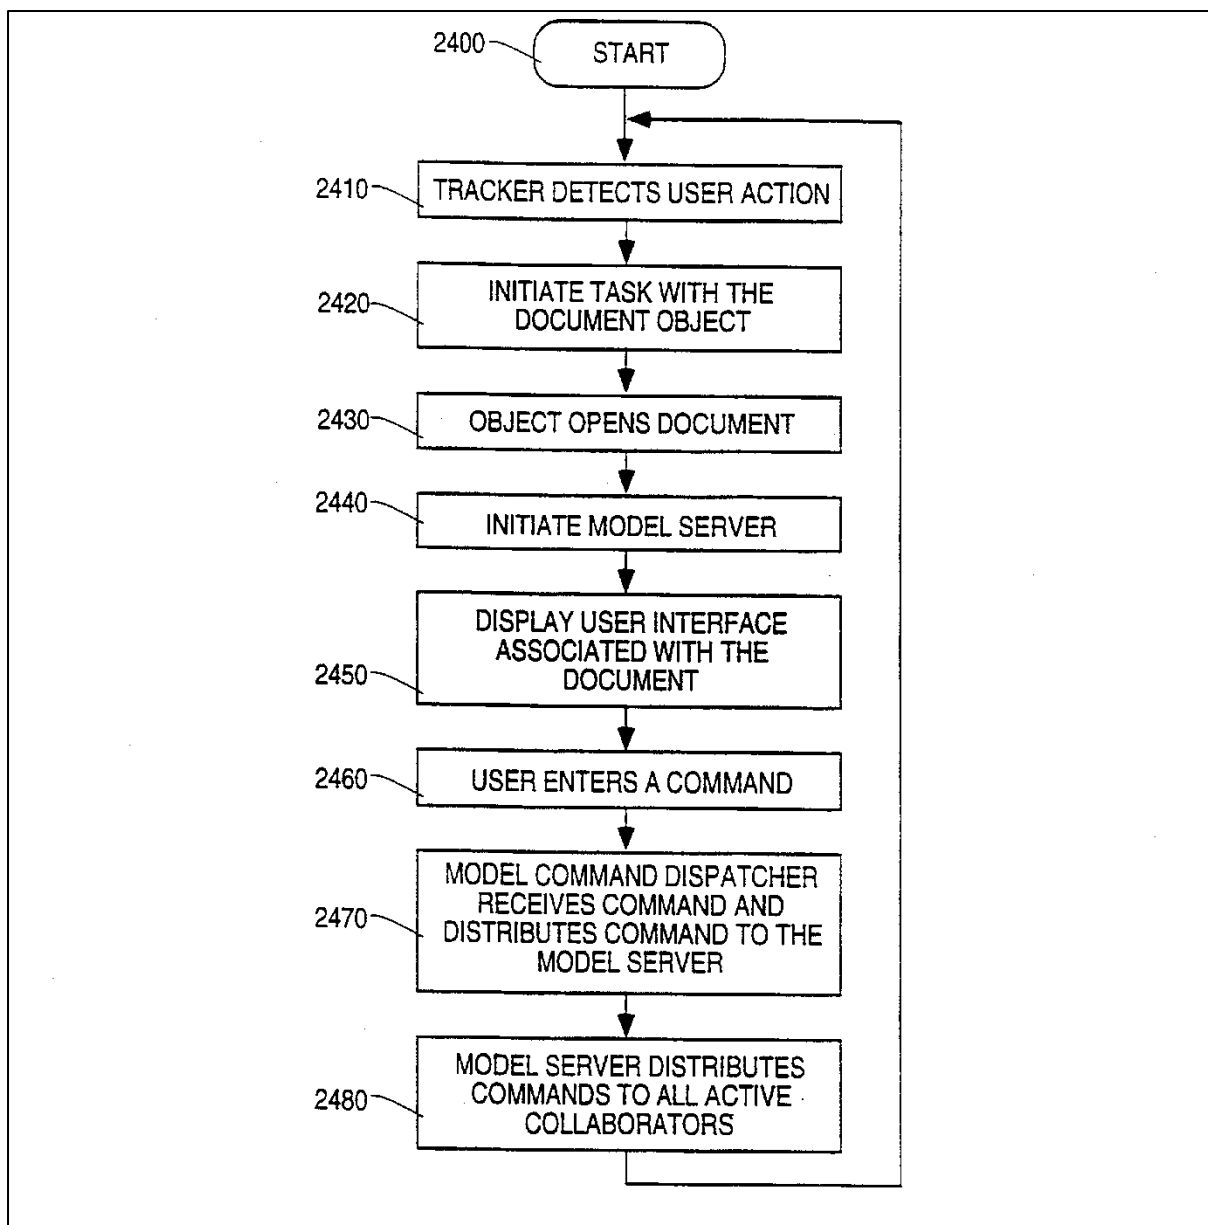 2400
START
2410
TRACKER DETECTS USER ACTION
2420
INITIATE TASK WITH THE
DOCUMENT OBJECT
2430
OBJECT OPENS DOCUMENT
2440
INITIATE MODEL SERVER
2450
DISPLAY USER INTERFACE
ASSOCIATED WITH THE
DOCUMENT
2460
USER ENTERS A COMMAND
2470
MODEL COMMAND DISPATCHER
RECEIVES COMMAND AND
DISTRIBUTES COMMAND TO THE
MODEL SERVER
2480
MODEL SERVER DISTRIBUTES
COMMANDS TO ALL ACTIVE
COLLABORATORS